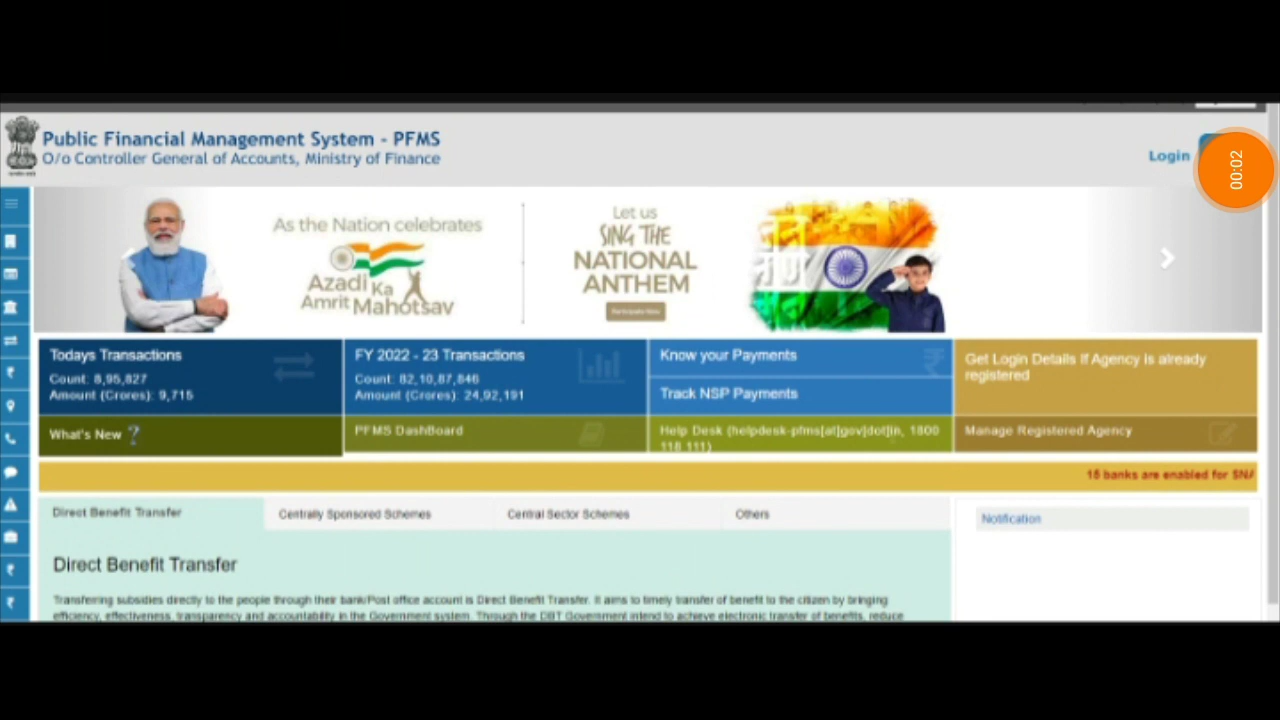 Public Financial Management System - PFMS
O/o Controller General of Accounts, Ministry of Finance
Login
00:02
As the Nation celebrates
Azadi Ka
Amrit Mahotsav
Let us
SING THE
NATIONAL
ANTHEM
Participate Now
Todays Transactions
Count: 8,95,827
Amount (Crores): 9,715
FY 2022 - 23 Transactions
Count: 82,10,87,846
Amount (Crores): 24,92,191
Know your Payments
Track NSP Payments
Get Login Details If Agency is already
registered
What's New ?
PFMS DashBoard
Help Desk (helpdesk-pfms[at]gov[dot]in, 1800
118 111)
Manage Registered Agency
15 banks are enabled for
Direct Benefit Transfer
Centrally Sponsored Schemes
Central Sector Schemes
Others
Notification
Direct Benefit Transfer
Transferring subsidies directly to the people through their bank/Post office account is Direct Benefit Transfer. It aims to timely transfer of benefit to the citizen by bringing
efficiency, effectiveness, transparency and accountability in the Government system. Through the DBT Government intend to achieve electronic transfer of benefits, reduce